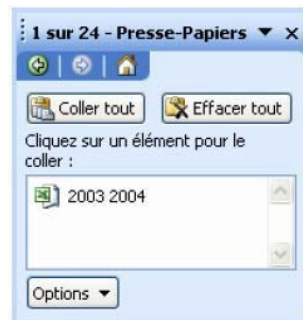 1 sur 24 - Presse-Papiers
Coller tout
Effacer tout
Cliquez sur un élément pour le
coller :
2003 2004
Options